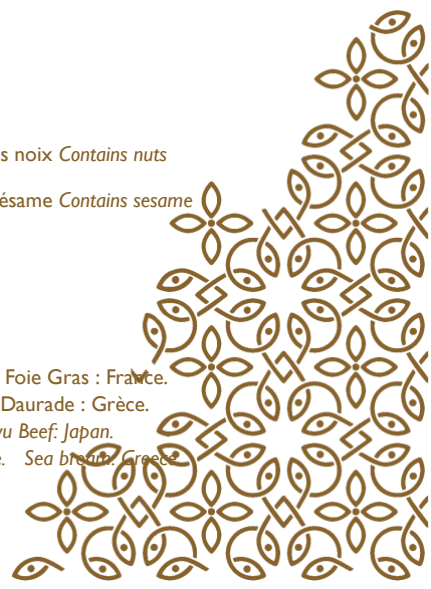 s noix Contains nuts
ésame Contains sesame
Foie Gras : France.
Daurade : Grèce.
u Beef: Japan.
e. Sea bream: Greece